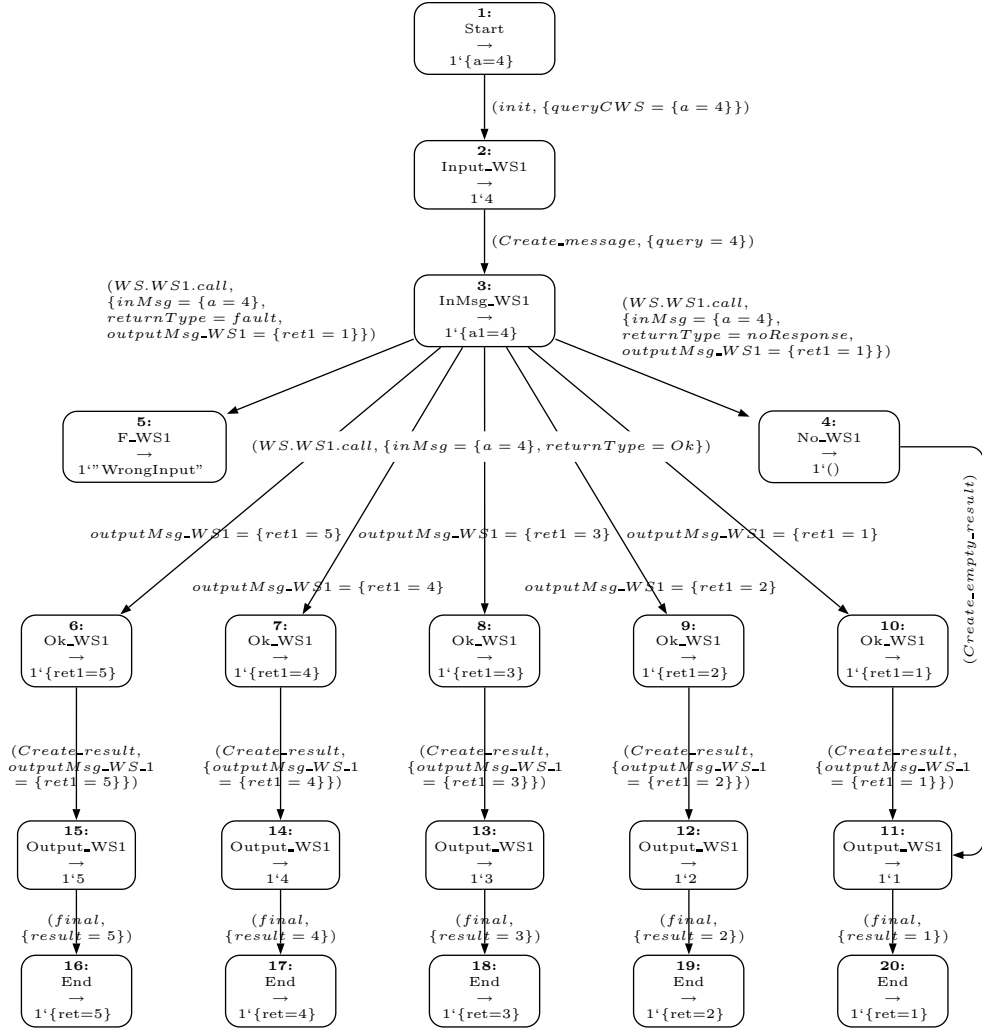 1:
Start
→
1‘{a=4}
(init, {queryCWS = {a = 4}})
2:
Input_WS1
→
1‘4
(Create_message, {query = 4})
3:
InMsg_WS1
→
1‘{a1=4}
(WS.WS1.call,
{inMsg = {a = 4},
returnType = fault,
outputMsg_WS1 = {ret1 = 1}})
(WS.WS1.call,
{inMsg = {a = 4},
returnType = noResponse,
outputMsg_WS1 = {ret1 = 1}})
5:
F_WS1
→
1‘”WrongInput”
(WS.WS1.call, {inMsg = {a = 4}, returnType = Ok})
4:
No_WS1
→
1‘()
(Create_empty_result)
outputMsg_WS1 = {ret1 = 5}
outputMsg_WS1 = {ret1 = 3}
outputMsg_WS1 = {ret1 = 1}
outputMsg_WS1 = {ret1 = 4}
outputMsg_WS1 = {ret1 = 2}
6:
Ok_WS1
→
1‘{ret1=5}
7:
Ok_WS1
→
1‘{ret1=4}
8:
Ok_WS1
→
1‘{ret1=3}
9:
Ok_WS1
→
1‘{ret1=2}
10:
Ok_WS1
→
1‘{ret1=1}
(Create_result,
outputMsg_WS_1
= {ret1 = 5}})
(Create_result,
{outputMsg_WS_1
= {ret1 = 4}})
(Create_result,
{outputMsg_WS_1
= {ret1 = 3}})
(Create_result,
{outputMsg_WS_1
= {ret1 = 2}})
(Create_result,
{outputMsg_WS_1
= {ret1 = 1}})
15:
Output_WS1
→
1‘5
14:
Output_WS1
→
1‘4
13:
Output_WS1
→
1‘3
12:
Output_WS1
→
1‘2
11:
Output_WS1
→
1‘1
(final,
{result = 5})
(final,
{result = 4})
(final,
{result = 3})
(final,
{result = 2})
(final,
{result = 1})
16:
End
→
1‘{ret=5}
17:
End
→
1‘{ret=4}
18:
End
→
1‘{ret=3}
19:
End
→
1‘{ret=2}
20:
End
→
1‘{ret=1}